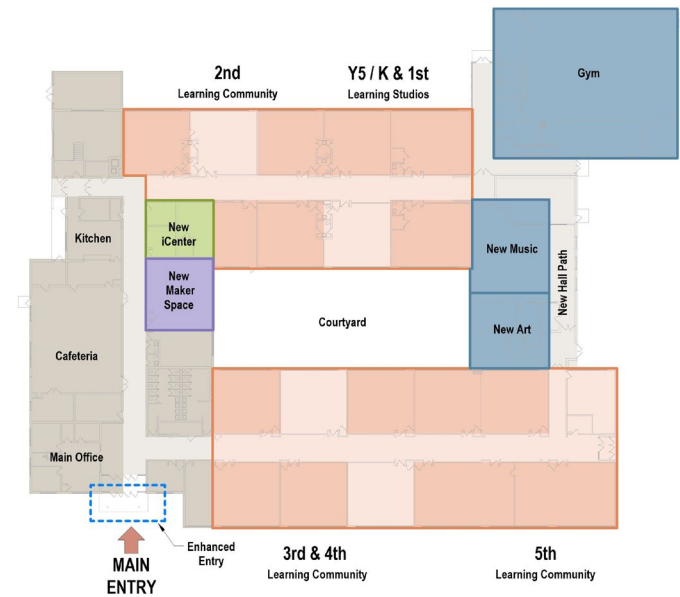 Gym
2nd
Learning Community
Y5 / K & 1st
Learning Studios
Kitchen
New
iCenter
New Music
New Hall Path
New
Maker
Space
Courtyard
New Art
Cafeteria
Main Office
Enhanced
Entry
MAIN
ENTRY
3rd & 4th
Learning Community
5th
Learning Community